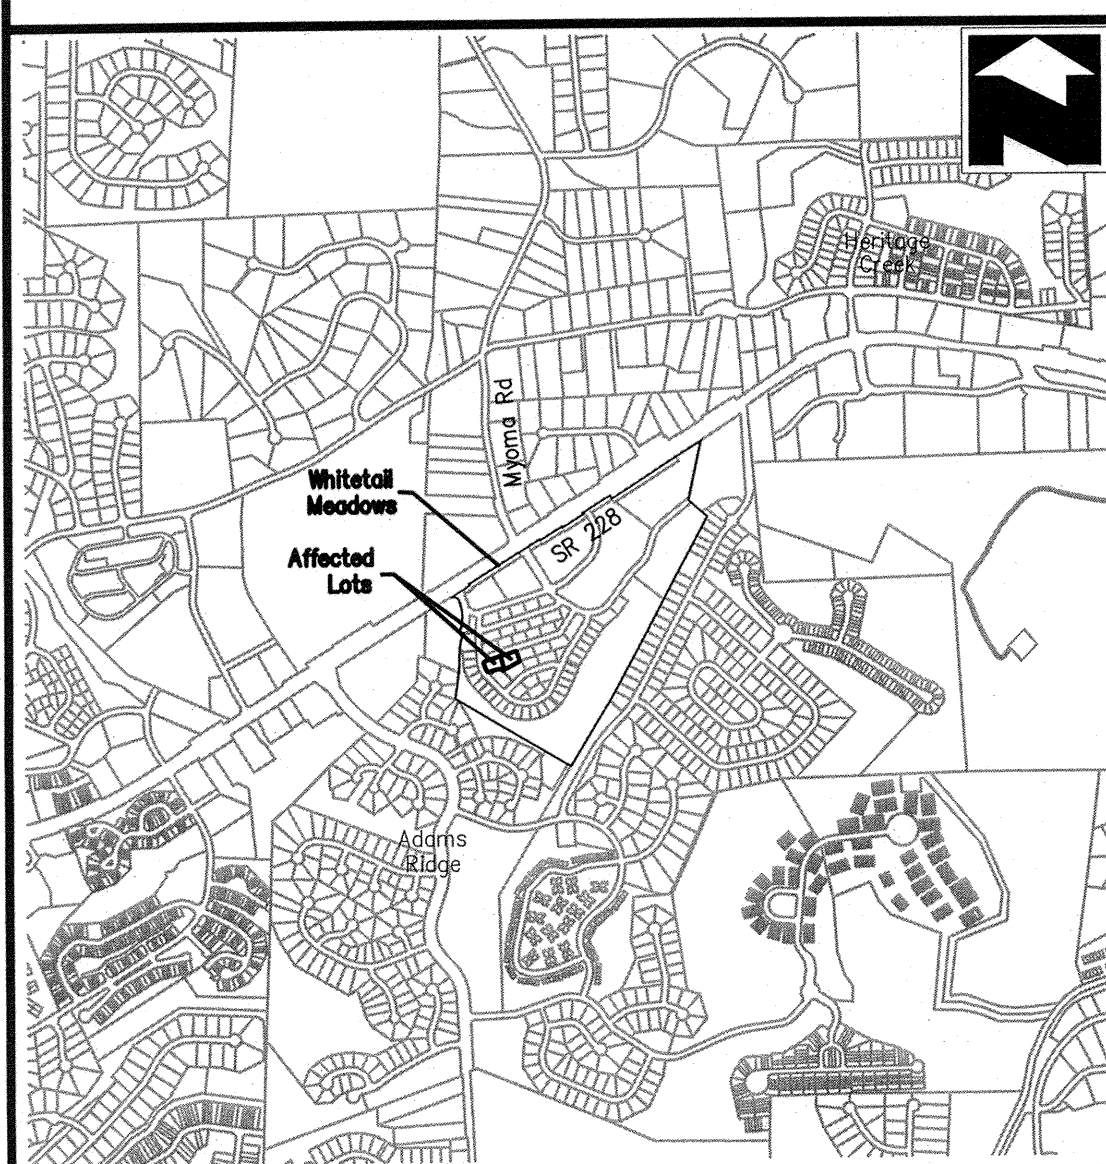 Heritage
Creek
Myoma Rd
Whitetail
Meadows
SR 228
Affected
Lots
Adams
Ridge